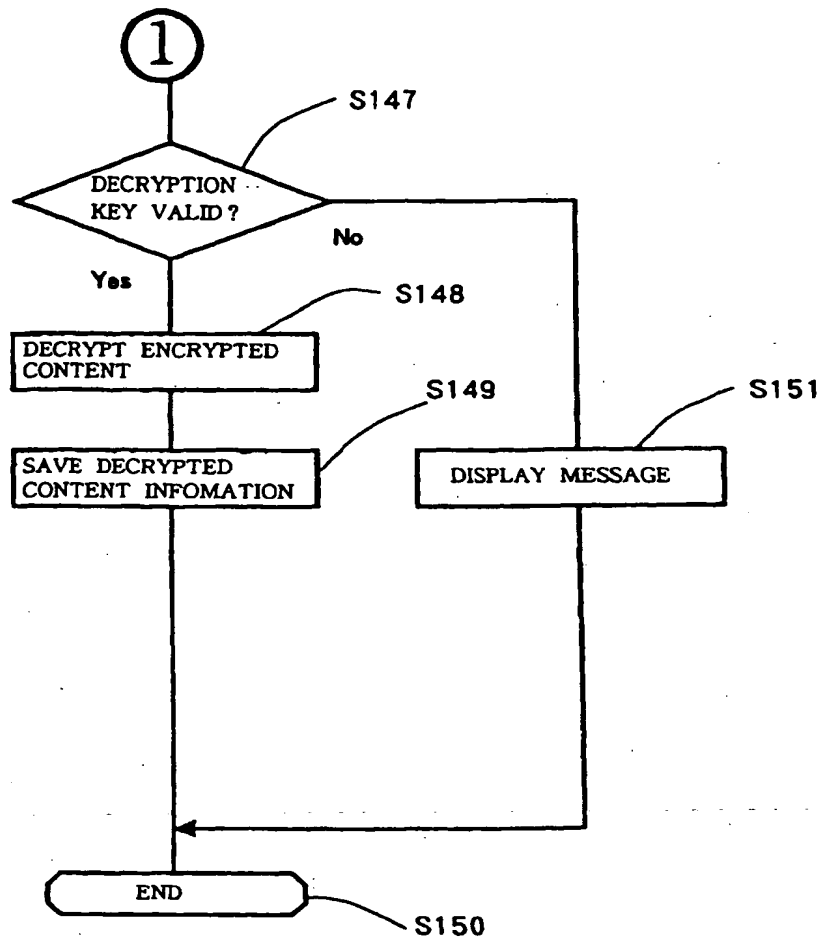 1
S147
DECRYPTION
KEY VALID?
No
Yes
S148
DECRYPT ENCRYPTED
CONTENT
S149
SAVE DECRYPTED
CONTENT INFOMATION
S151
DISPLAY MESSAGE
END
S150